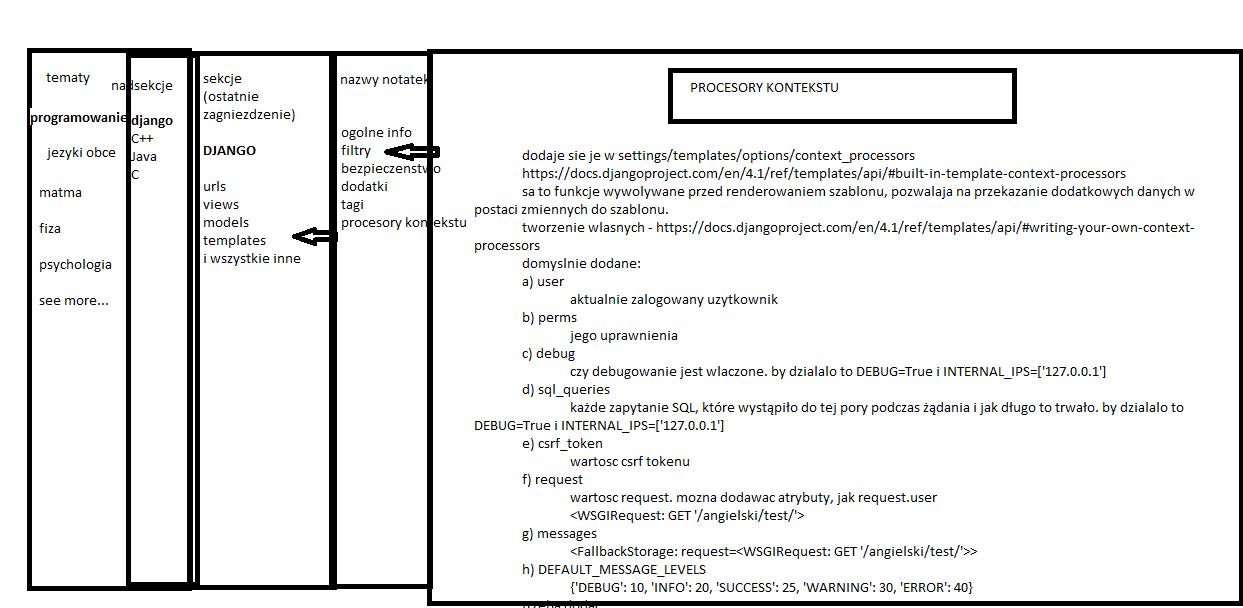 tematy
programowanie
jezyki obce
matma
fiza
psychologia
see more...
nadsekcje
django
C++
Java
C
sekcje
(ostatnie
zagniezdzenie)
DJANGO
urls
views
models
templates
i wszystkie inne
nazwy notatek
ogolne info
filtry
bezpieczenstwo
dodatki
tagi
procesory kontekstu
PROCESORY KONTEKSTU
dodaje sie je w settings/templates/options/context_processors
https://docs.djangoproject.com/en/4.1/ref/templates/api/#built-in-template-context-processors
sa to funkcje wywolywane przed renderowaniem szablonu, pozwalaja na przekazanie dodatkowych danych w
postaci zmiennych do szablonu.
tworzenie wlasnych - https://docs.djangoproject.com/en/4.1/ref/templates/api/#writing-your-own-context-
processors
domyslnie dodane:
a) user
aktualnie zalogowany uzytkownik
b) perms
jego uprawnienia
c) debug
czy debugowanie jest wlaczone. by dzialalo to DEBUG=True i INTERNAL_IPS=['127.0.0.1']
d) sql_queries
każde zapytanie SQL, które wystąpiło do tej pory podczas żądania i jak długo to trwało. by dzialalo to
DEBUG=True i INTERNAL_IPS=['127.0.0.1']
e) csrf_token
wartosc csrf tokenu
f) request
wartosc request. mozna dodawac atrybuty, jak request.user
<WSGIRequest: GET '/angielski/test/'>
g) messages
<FallbackStorage: request=<WSGIRequest: GET '/angielski/test/'>>
h) DEFAULT_MESSAGE_LEVELS
{'DEBUG': 10, 'INFO': 20, 'SUCCESS': 25, 'WARNING': 30, 'ERROR': 40}